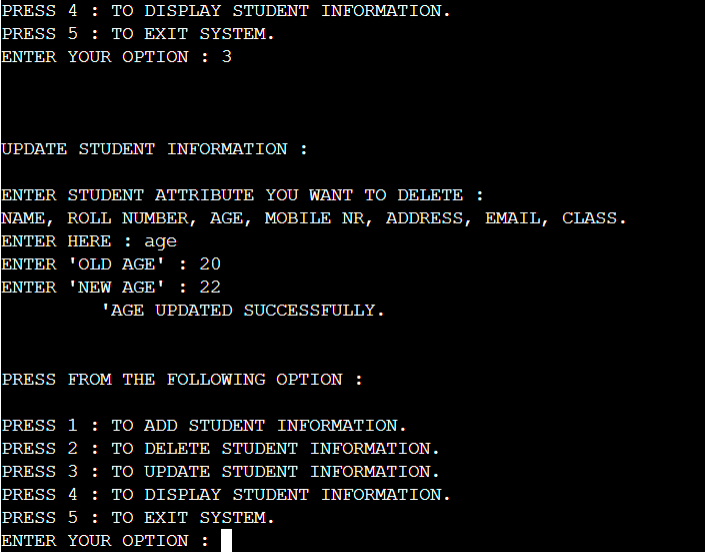 PRESS 4 : TO DISPLAY STUDENT INFORMATION.
PRESS 5 : TO EXIT SYSTEM.
ENTER YOUR OPTION : 3
UPDATE STUDENT INFORMATION :
ENTER STUDENT ATTRIBUTE YOU WANT TO DELETE :
NAME, ROLL NUMBER, AGE, MOBILE NR, ADDRESS, EMAIL, CLASS.
ENTER HERE : age
ENTER 'OLD AGE' : 20
ENTER 'NEW AGE' : 22
'AGE UPDATED SUCCESSFULLY.
PRESS FROM THE FOLLOWING OPTION :
PRESS 1 : TO ADD STUDENT INFORMATION.
PRESS 2 : TO DELETE STUDENT INFORMATION.
PRESS 3 : TO UPDATE STUDENT INFORMATION.
PRESS 4 : TO DISPLAY STUDENT INFORMATION.
PRESS 5 : TO EXIT SYSTEM.
ENTER YOUR OPTION :